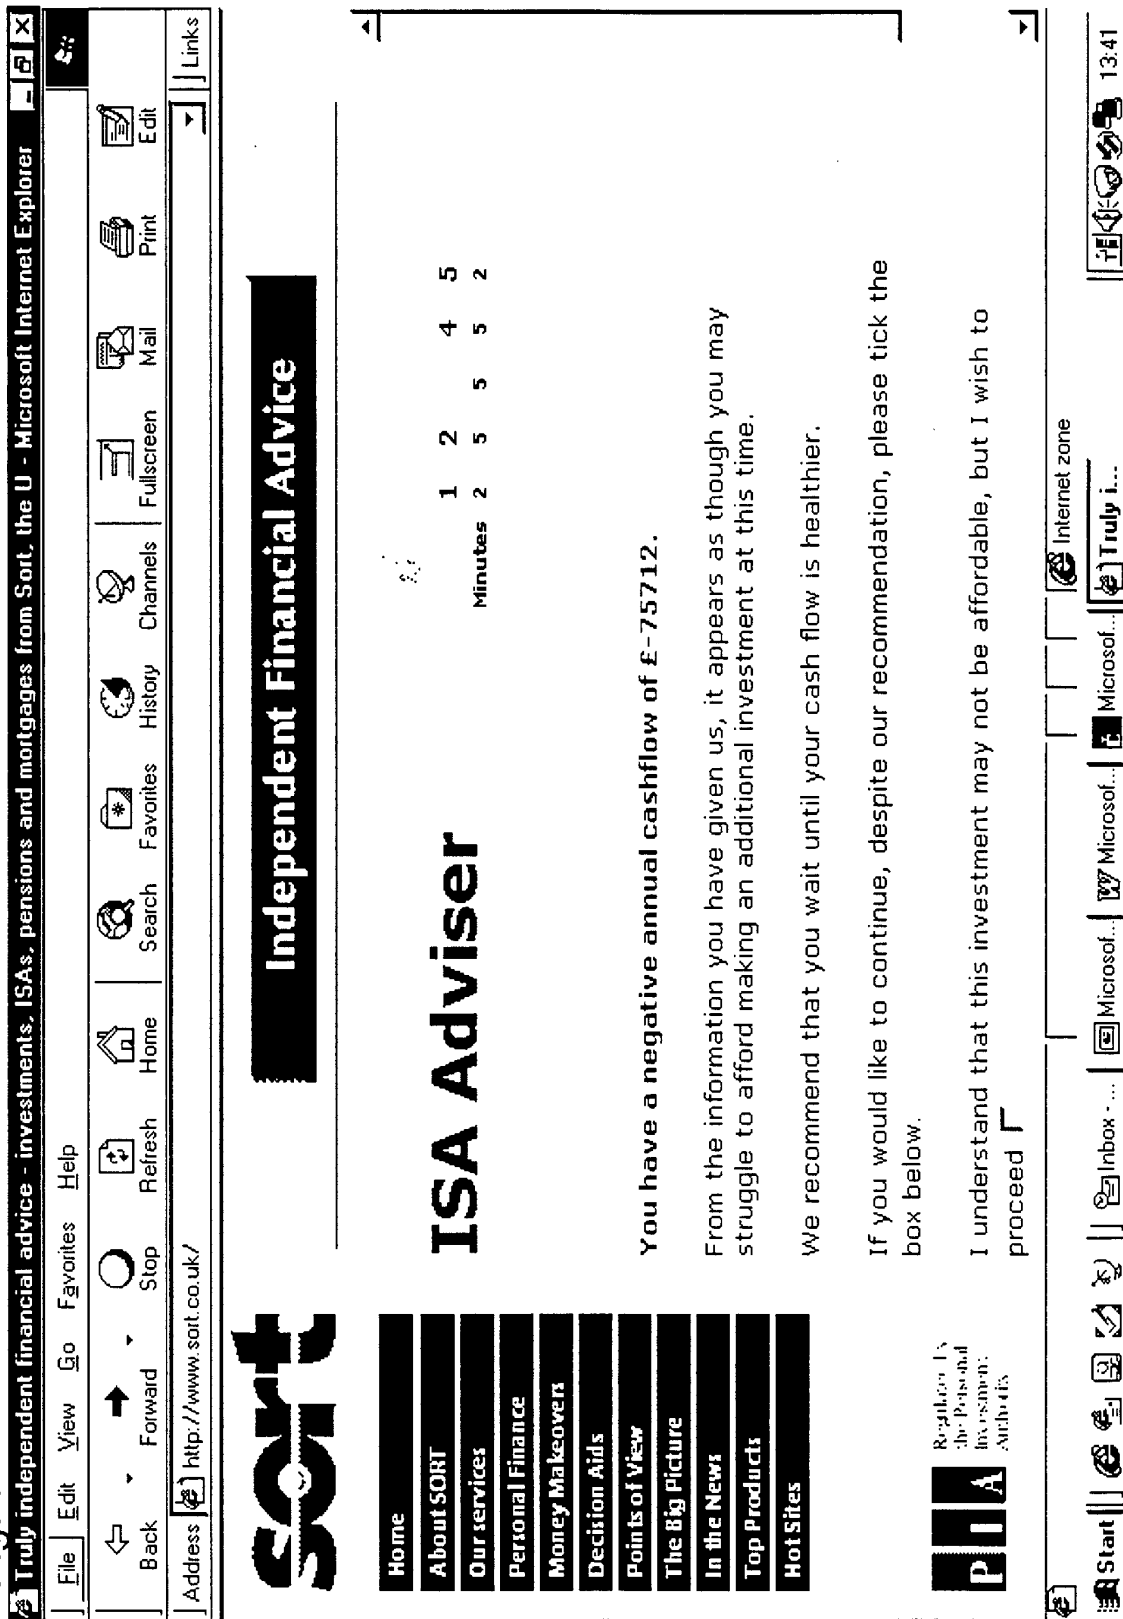 Truly independent financial advice - investments, ISAs, pensions and mortgages from Sort, the U - Microsoft Internet Explorer
File Edit View Go Favorites Help
Back Forward Stop Refresh Home Search Favorites History Channels Fullscreen Mail Print Edit
Address http://www.sort.co.uk/ Links
sort
Independent Financial Advice
Home
About SORT
Our services
Personal Finance
Money Makeovers
Decision Aids
Points of View
The Big Picture
In the News
Top Products
Hot Sites
P I A
Regulated by
the Personal
Investment
Authority
ISA Adviser
1 2 4 5
Minutes 2 5 5 5 2
You have a negative annual cashflow of £-75712.
From the information you have given us, it appears as though you may
struggle to afford making an additional investment at this time.
We recommend that you wait until your cash flow is healthier.
If you would like to continue, despite our recommendation, please tick the
box below.
I understand that this investment may not be affordable, but I wish to
proceed
Internet zone
Start Inbox - ... Microsof... Microsof... Microsof... Truly i... 13:41